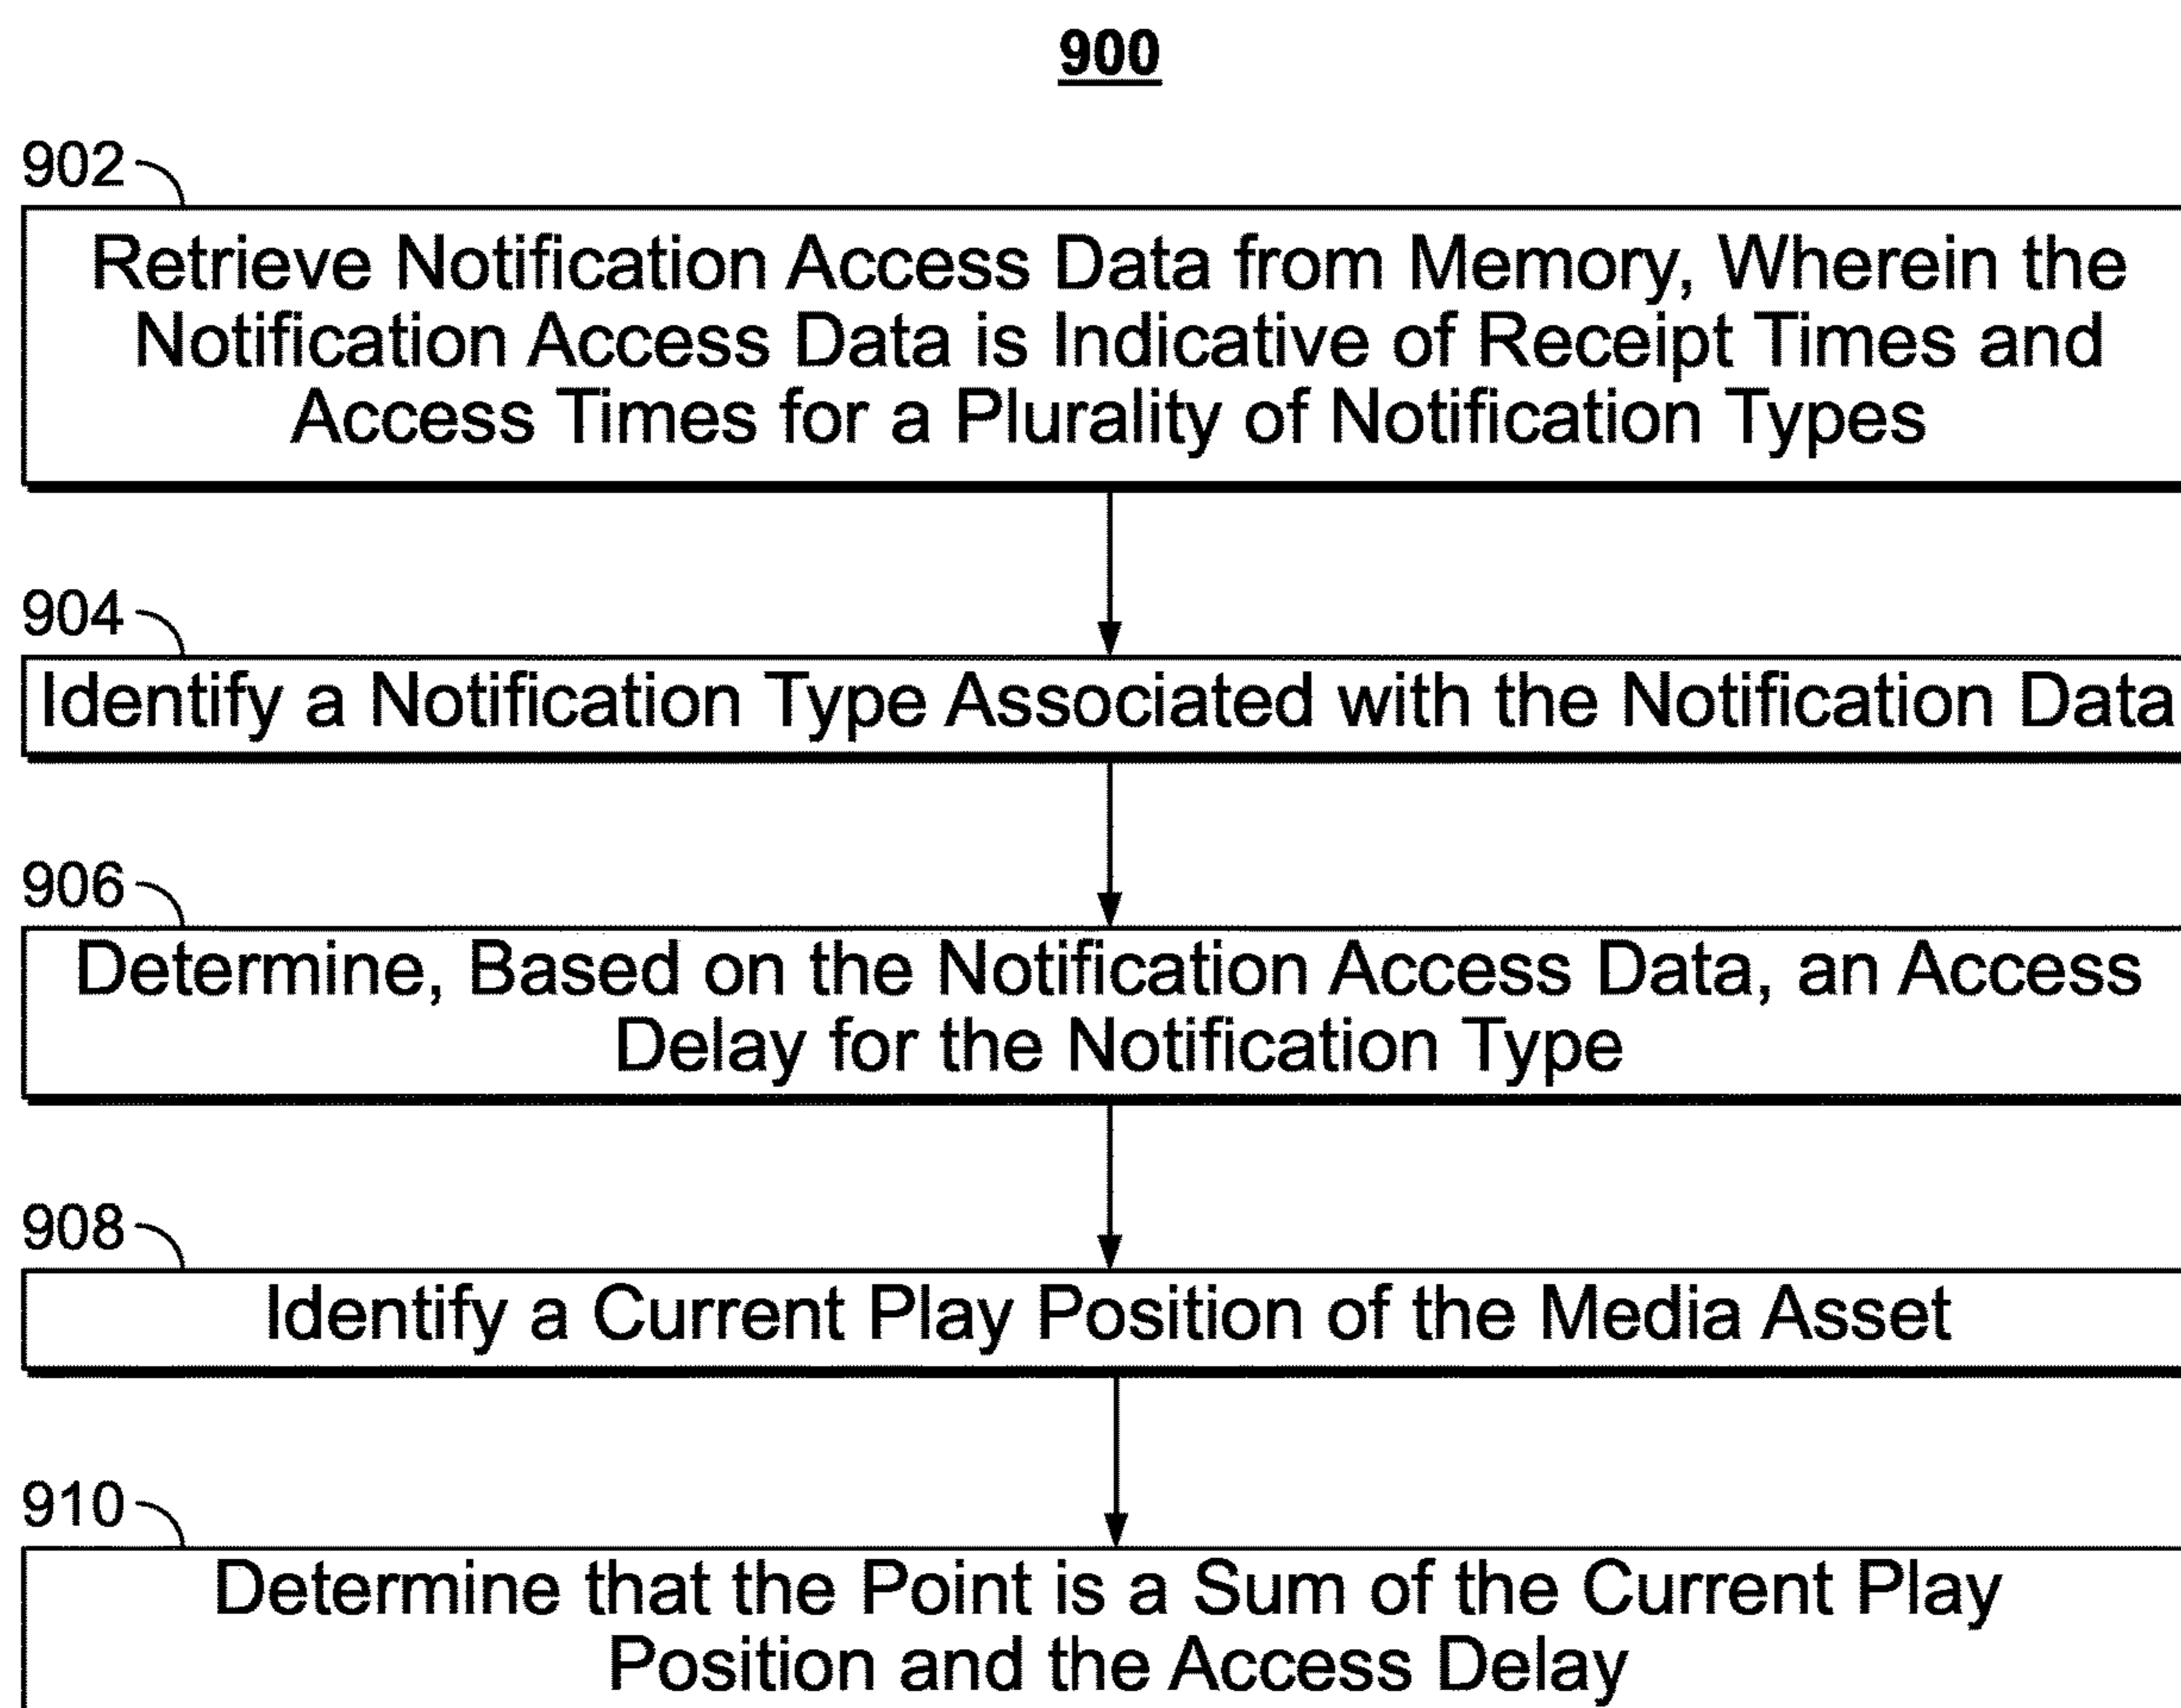 900
902
Retrieve Notification Access Data from Memory, Wherein the
Notification Access Data is Indicative of Receipt Times and
Access Times for a Plurality of Notification Types
904
Identify a Notification Type Associated with the Notification Data
906
Determine, Based on the Notification Access Data, an Access
Delay for the Notification Type
908
Identify a Current Play Position of the Media Asset
910
Determine that the Point is a Sum of the Current Play
Position and the Access Delay